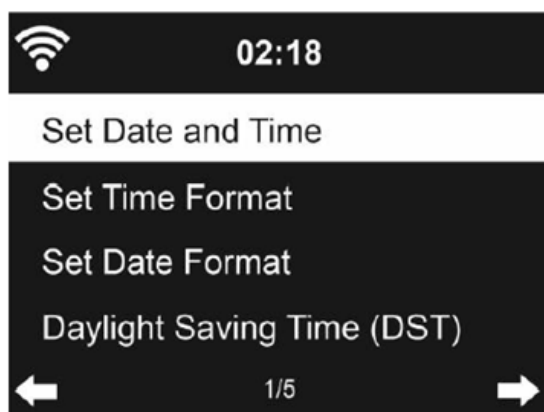 02:18
Set Date and Time
Set Time Format
Set Date Format
Daylight Saving Time (DST)
1/5